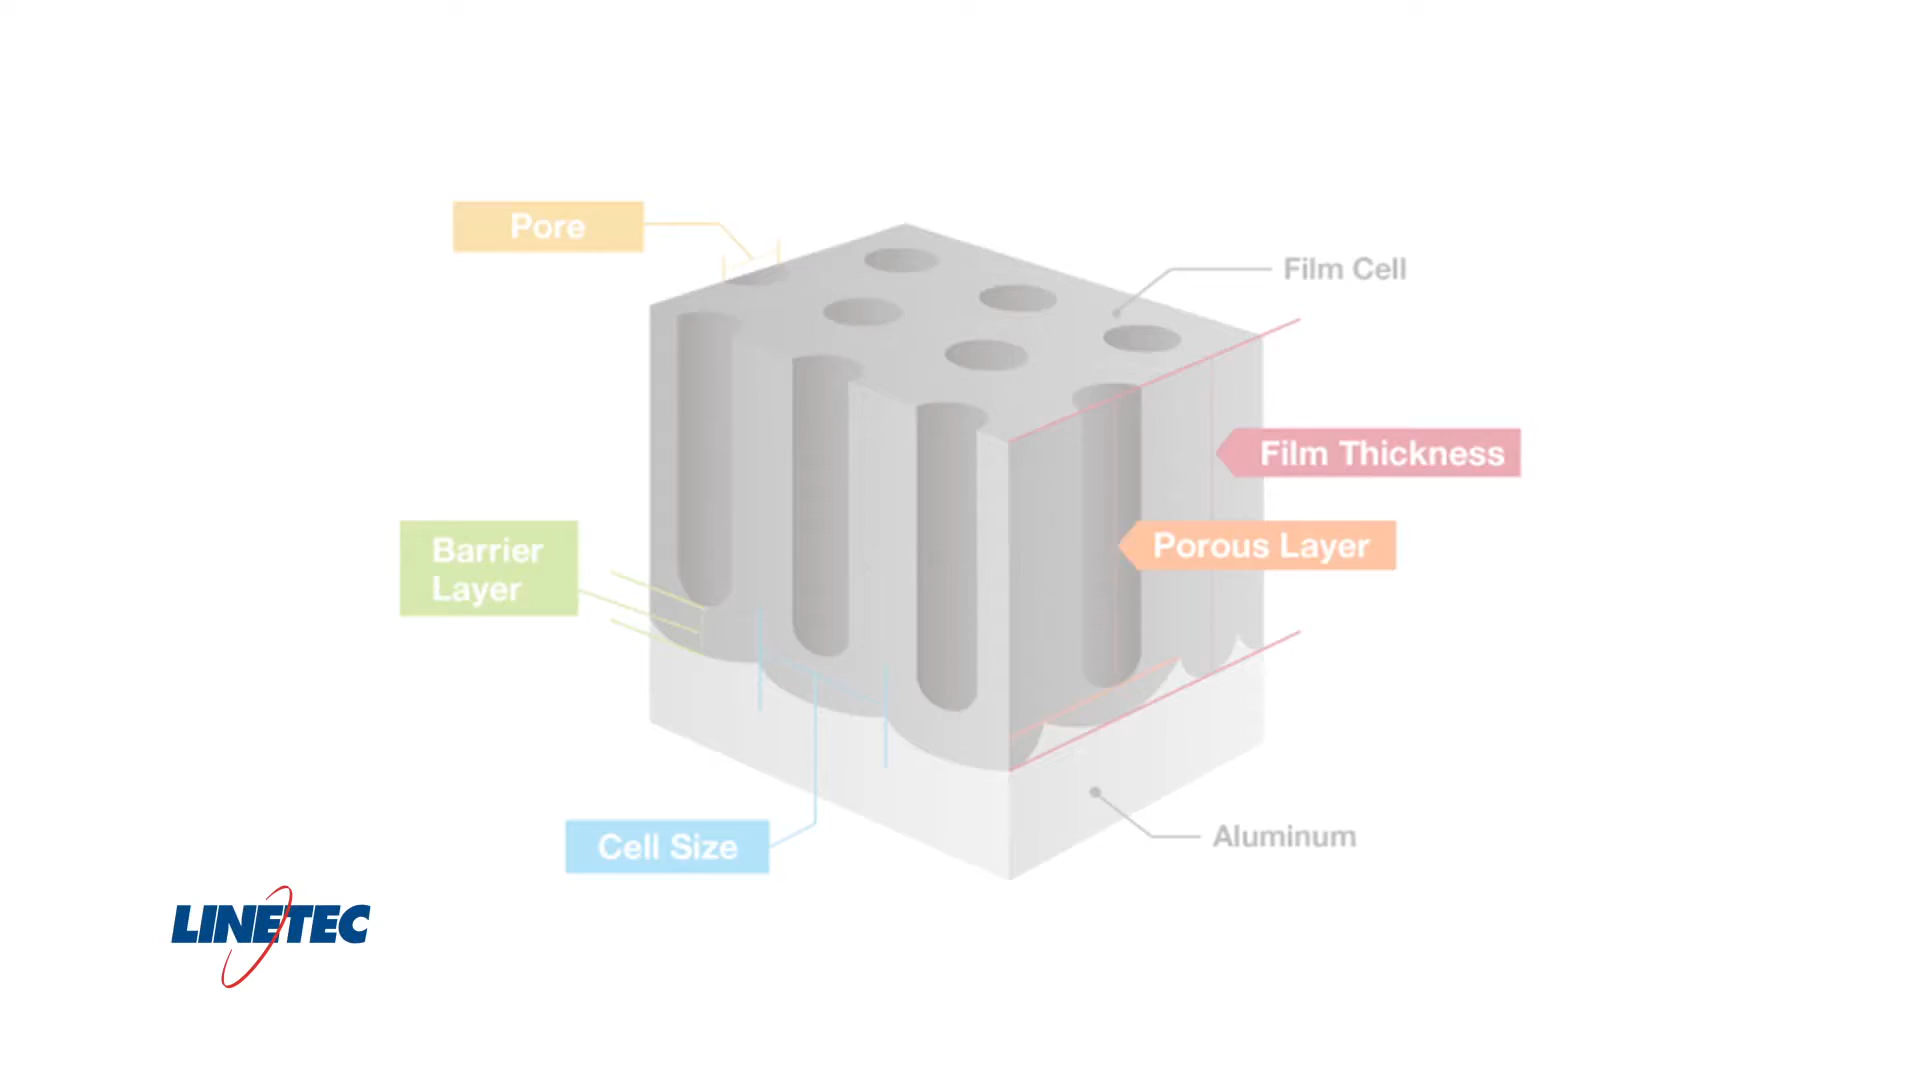 Pore
Film Cell
Film Thickness
Porous Layer
Barrier
Layer
Cell Size
Aluminum
LINETEC